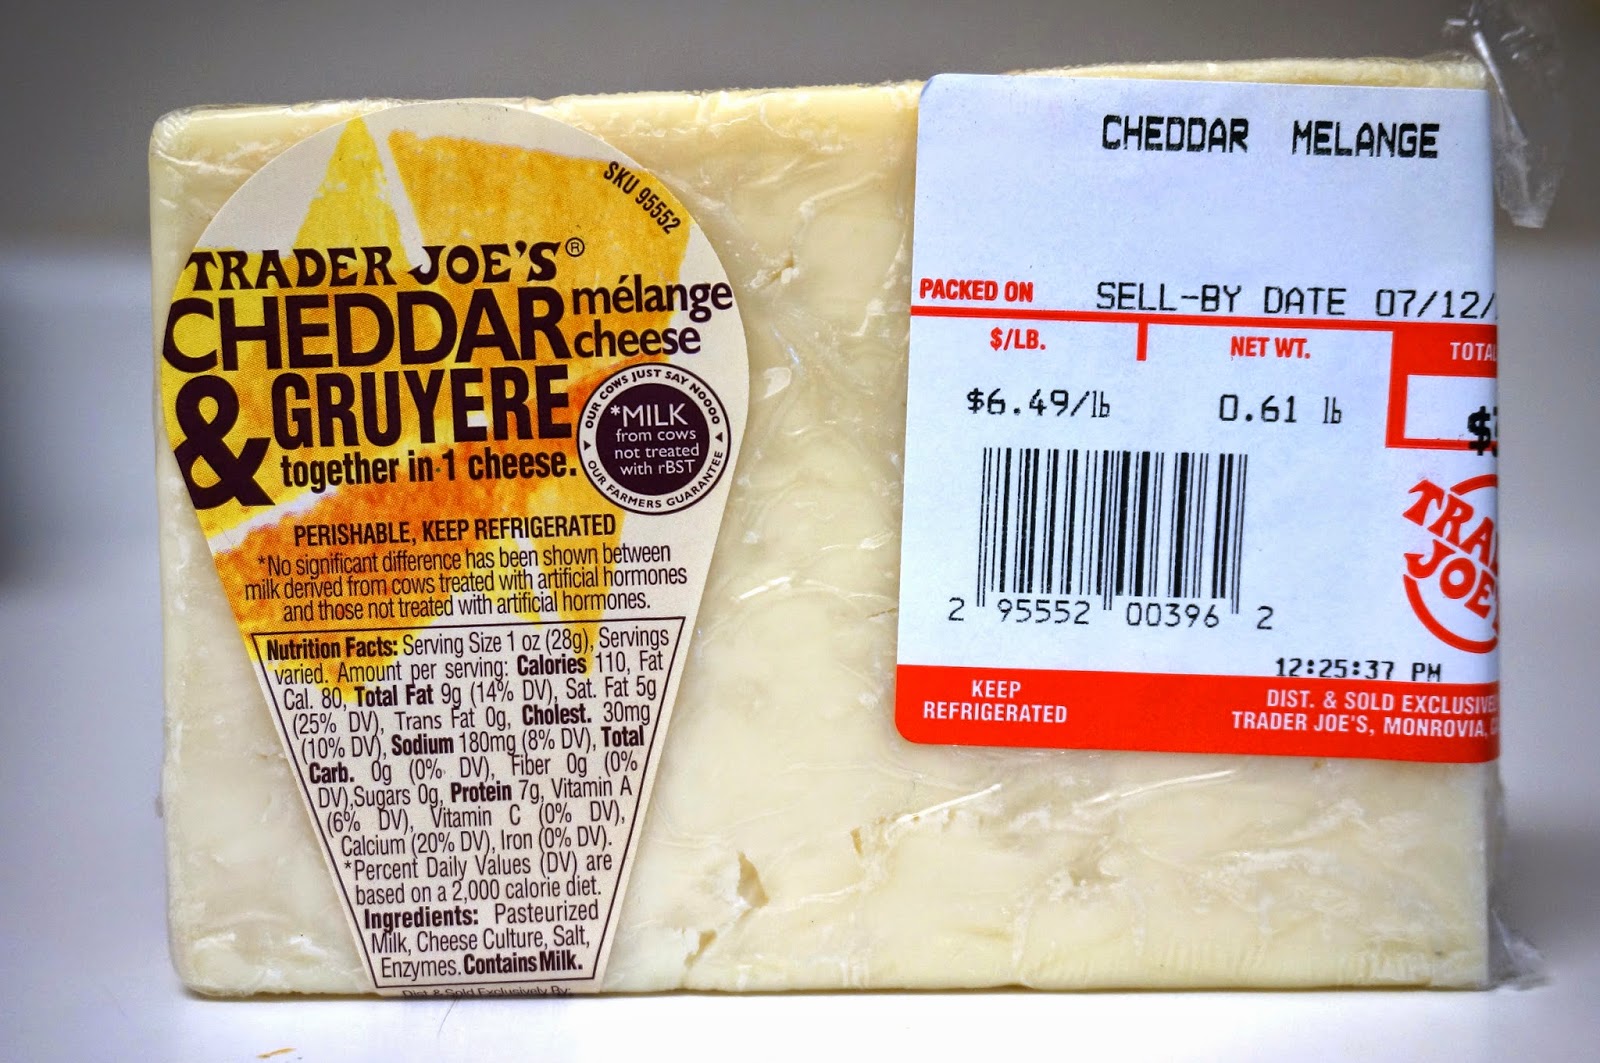 SKU 95552
TRADER JOE'S®
CHEDDAR mélange
cheese
& GRUYERE
together in 1 cheese.
OUR COWS JUST SAY NOOOO
*MILK
from cows
not treated
with rBST
OUR FARMERS GUARANTEE
PERISHABLE, KEEP REFRIGERATED
*No significant difference has been shown between
milk derived from cows treated with artificial hormones
and those not treated with artificial hormones.
Nutrition Facts: Serving Size 1 oz (28g), Servings
varied. Amount per serving: Calories 110, Fat
Cal. 80, Total Fat 9g (14% DV), Sat. Fat 5g
(25% DV), Trans Fat 0g, Cholest. 30mg
(10% DV), Sodium 180mg (8% DV), Total
Carb. 0g (0% DV), Fiber 0g (0%
DV),Sugars 0g, Protein 7g, Vitamin A
(6% DV), Vitamin C (0% DV),
Calcium (20% DV), Iron (0% DV).
*Percent Daily Values (DV) are
based on a 2,000 calorie diet.
Ingredients: Pasteurized
Milk, Cheese Culture, Salt,
Enzymes. Contains Milk.
Dist & Sold Exclusively By:
CHEDDAR MELANGE
PACKED ON SELL-BY DATE 07/12/
$/LB. NET WT. TOTA
$6.49/lb 0.61 lb $
TRA
JOE'
2 95552 00396 2
12:25:37 PM
KEEP
REFRIGERATED
DIST. & SOLD EXCLUSIVE
TRADER JOE'S, MONROVIA, C